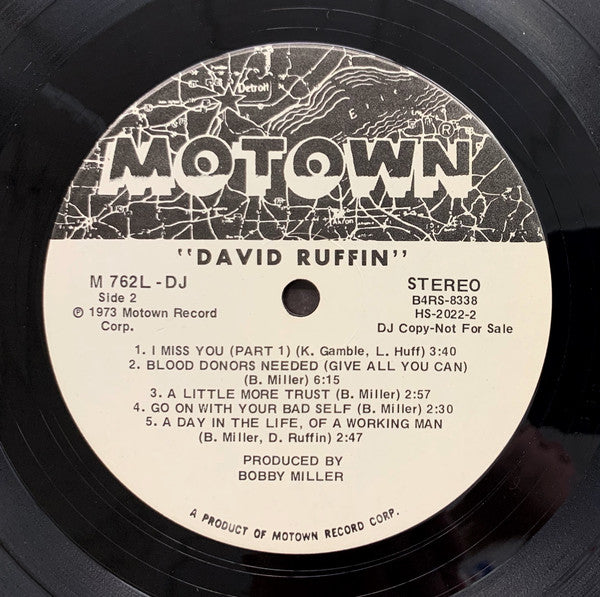 Detroit
E R I E
MOTOWN®
Akron
"DAVID RUFFIN"
M 762L-DJ
Side 2
℗ 1973 Motown Record
Corp.
STEREO
B4RS-8338
HS-2022-2
DJ Copy-Not For Sale
1. I MISS YOU (PART 1) (K. Gamble, L. Huff) 3:40
2. BLOOD DONORS NEEDED (GIVE ALL YOU CAN)
(B. Miller) 6:15
3. A LITTLE MORE TRUST (B. Miller) 2:57
4. GO ON WITH YOUR BAD SELF (B. Miller) 2:30
5. A DAY IN THE LIFE, OF A WORKING MAN
(B. Miller, D. Ruffin) 2:47
PRODUCED BY
BOBBY MILLER
A PRODUCT OF MOTOWN RECORD CORP.